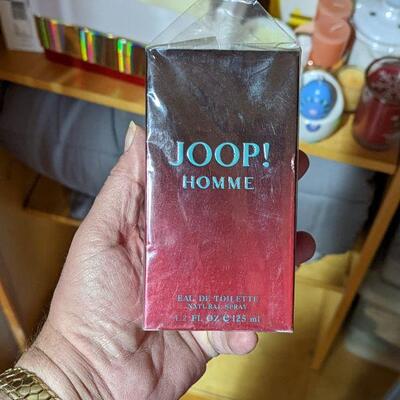 JOOP!
HOMME
EAU DE TOILETTE
NATURAL SPRAY
4.2 FL OZ ℮ 125 ml